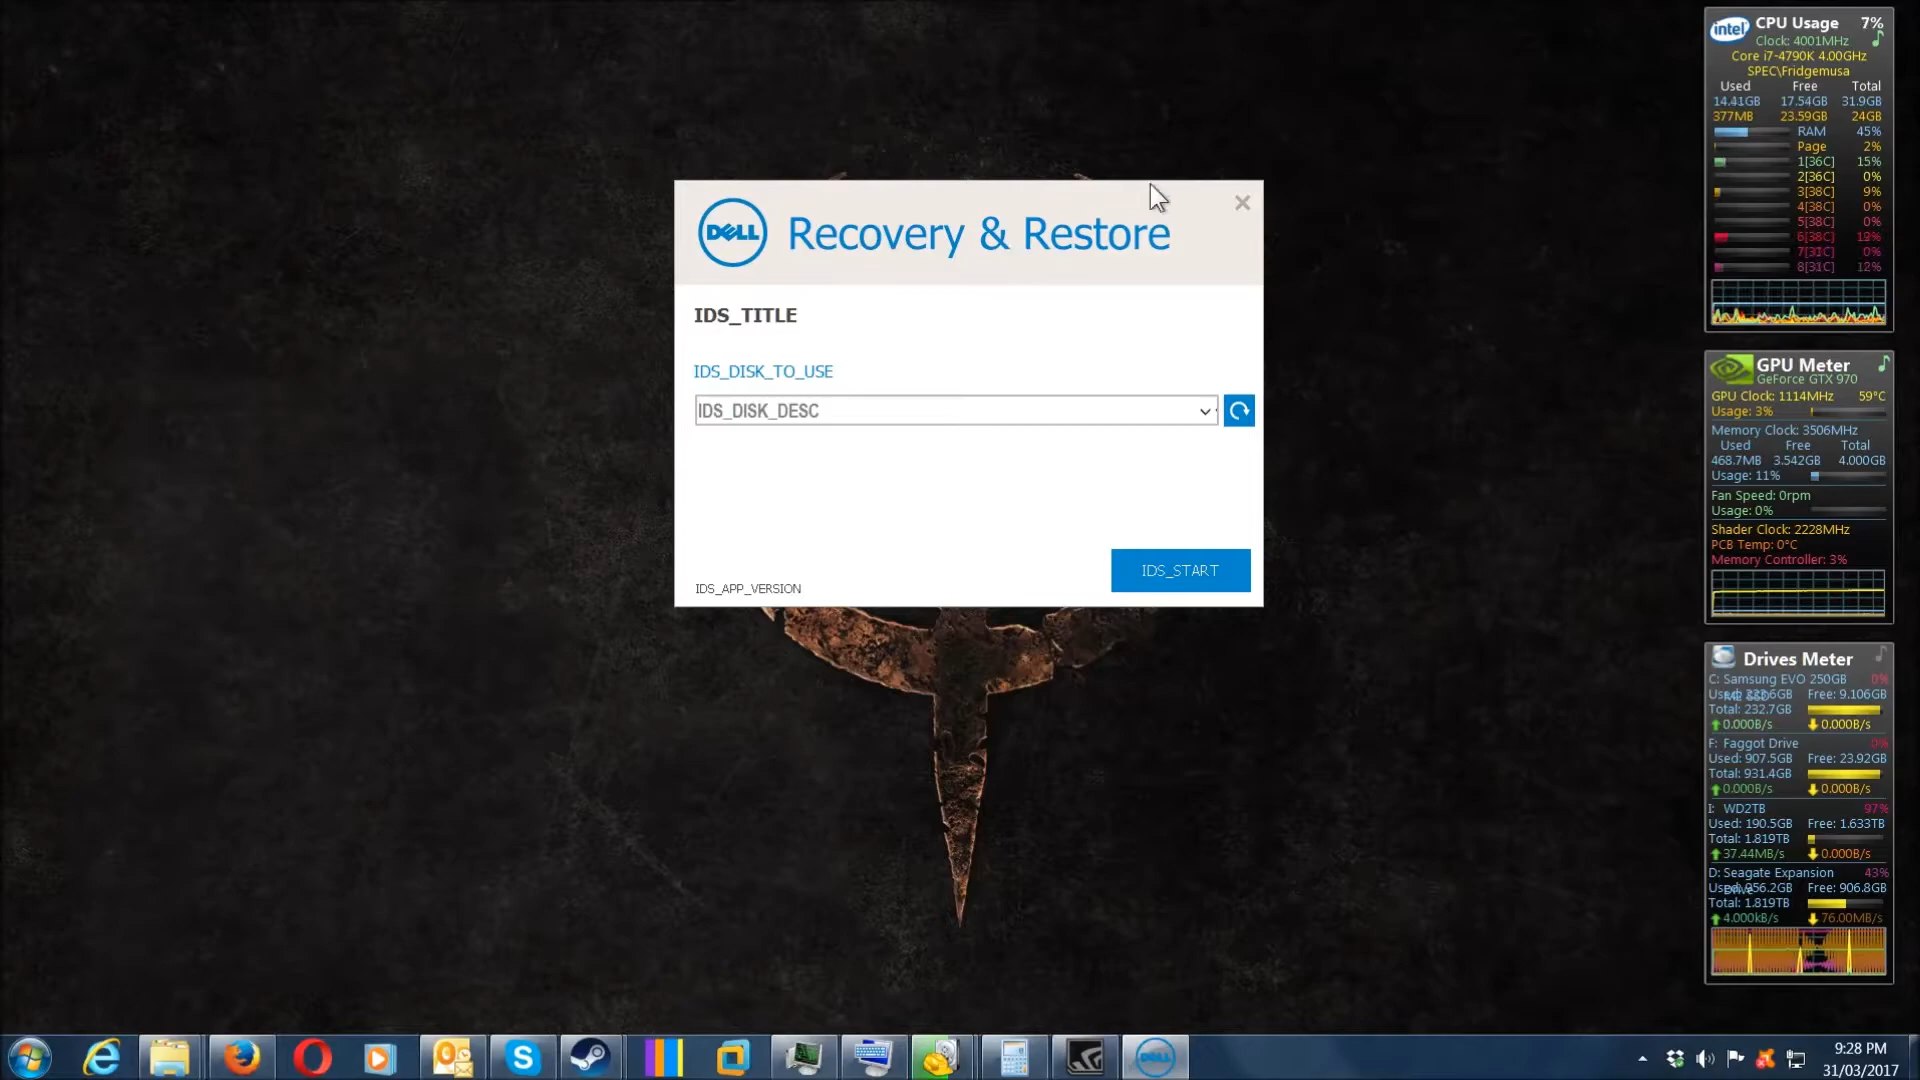 DELL
Recovery & Restore
IDS_TITLE
IDS_DISK_TO_USE
IDS_DISK_DESC
IDS_START
IDS_APP_VERSION
intel
CPU Usage 7%
Clock: 4001MHz
Core i7-4790K 4.00GHz
SPEC\Fridgemusa
Used Free Total
14.41GB 17.54GB 31.9GB
377MB 23.59GB 24GB
RAM 45%
Page 2%
1[36C] 15%
2[36C] 0%
3[38C] 9%
4[38C] 0%
5[38C] 0%
6[38C] 12%
7[31C] 0%
8[31C] 12%
GPU Meter
GeForce GTX 970
GPU Clock: 1114MHz 59°C
Usage: 3%
Memory Clock: 3506MHz
Used Free Total
468.7MB 3.542GB 4.000GB
Usage: 11%
Fan Speed: 0rpm
Usage: 0%
Shader Clock: 2228MHz
PCB Temp: 0°C
Memory Controller: 3%
Drives Meter
C: Samsung EVO 250GB 0%
Free: 9.106GB
Total: 232.7GB
0.000B/s 0.000B/s
F: Faggot Drive 0%
Used: 907.5GB Free: 23.92GB
Total: 931.4GB
0.000B/s 0.000B/s
I: WD2TB 97%
Used: 190.5GB Free: 1.633TB
Total: 1.819TB
37.44MB/s 0.000B/s
D: Seagate Expansion 43%
Drive
Used: 956.2GB Free: 906.8GB
Total: 1.819TB
4.000kB/s 76.00MB/s
DELL
9:28 PM
31/03/2017